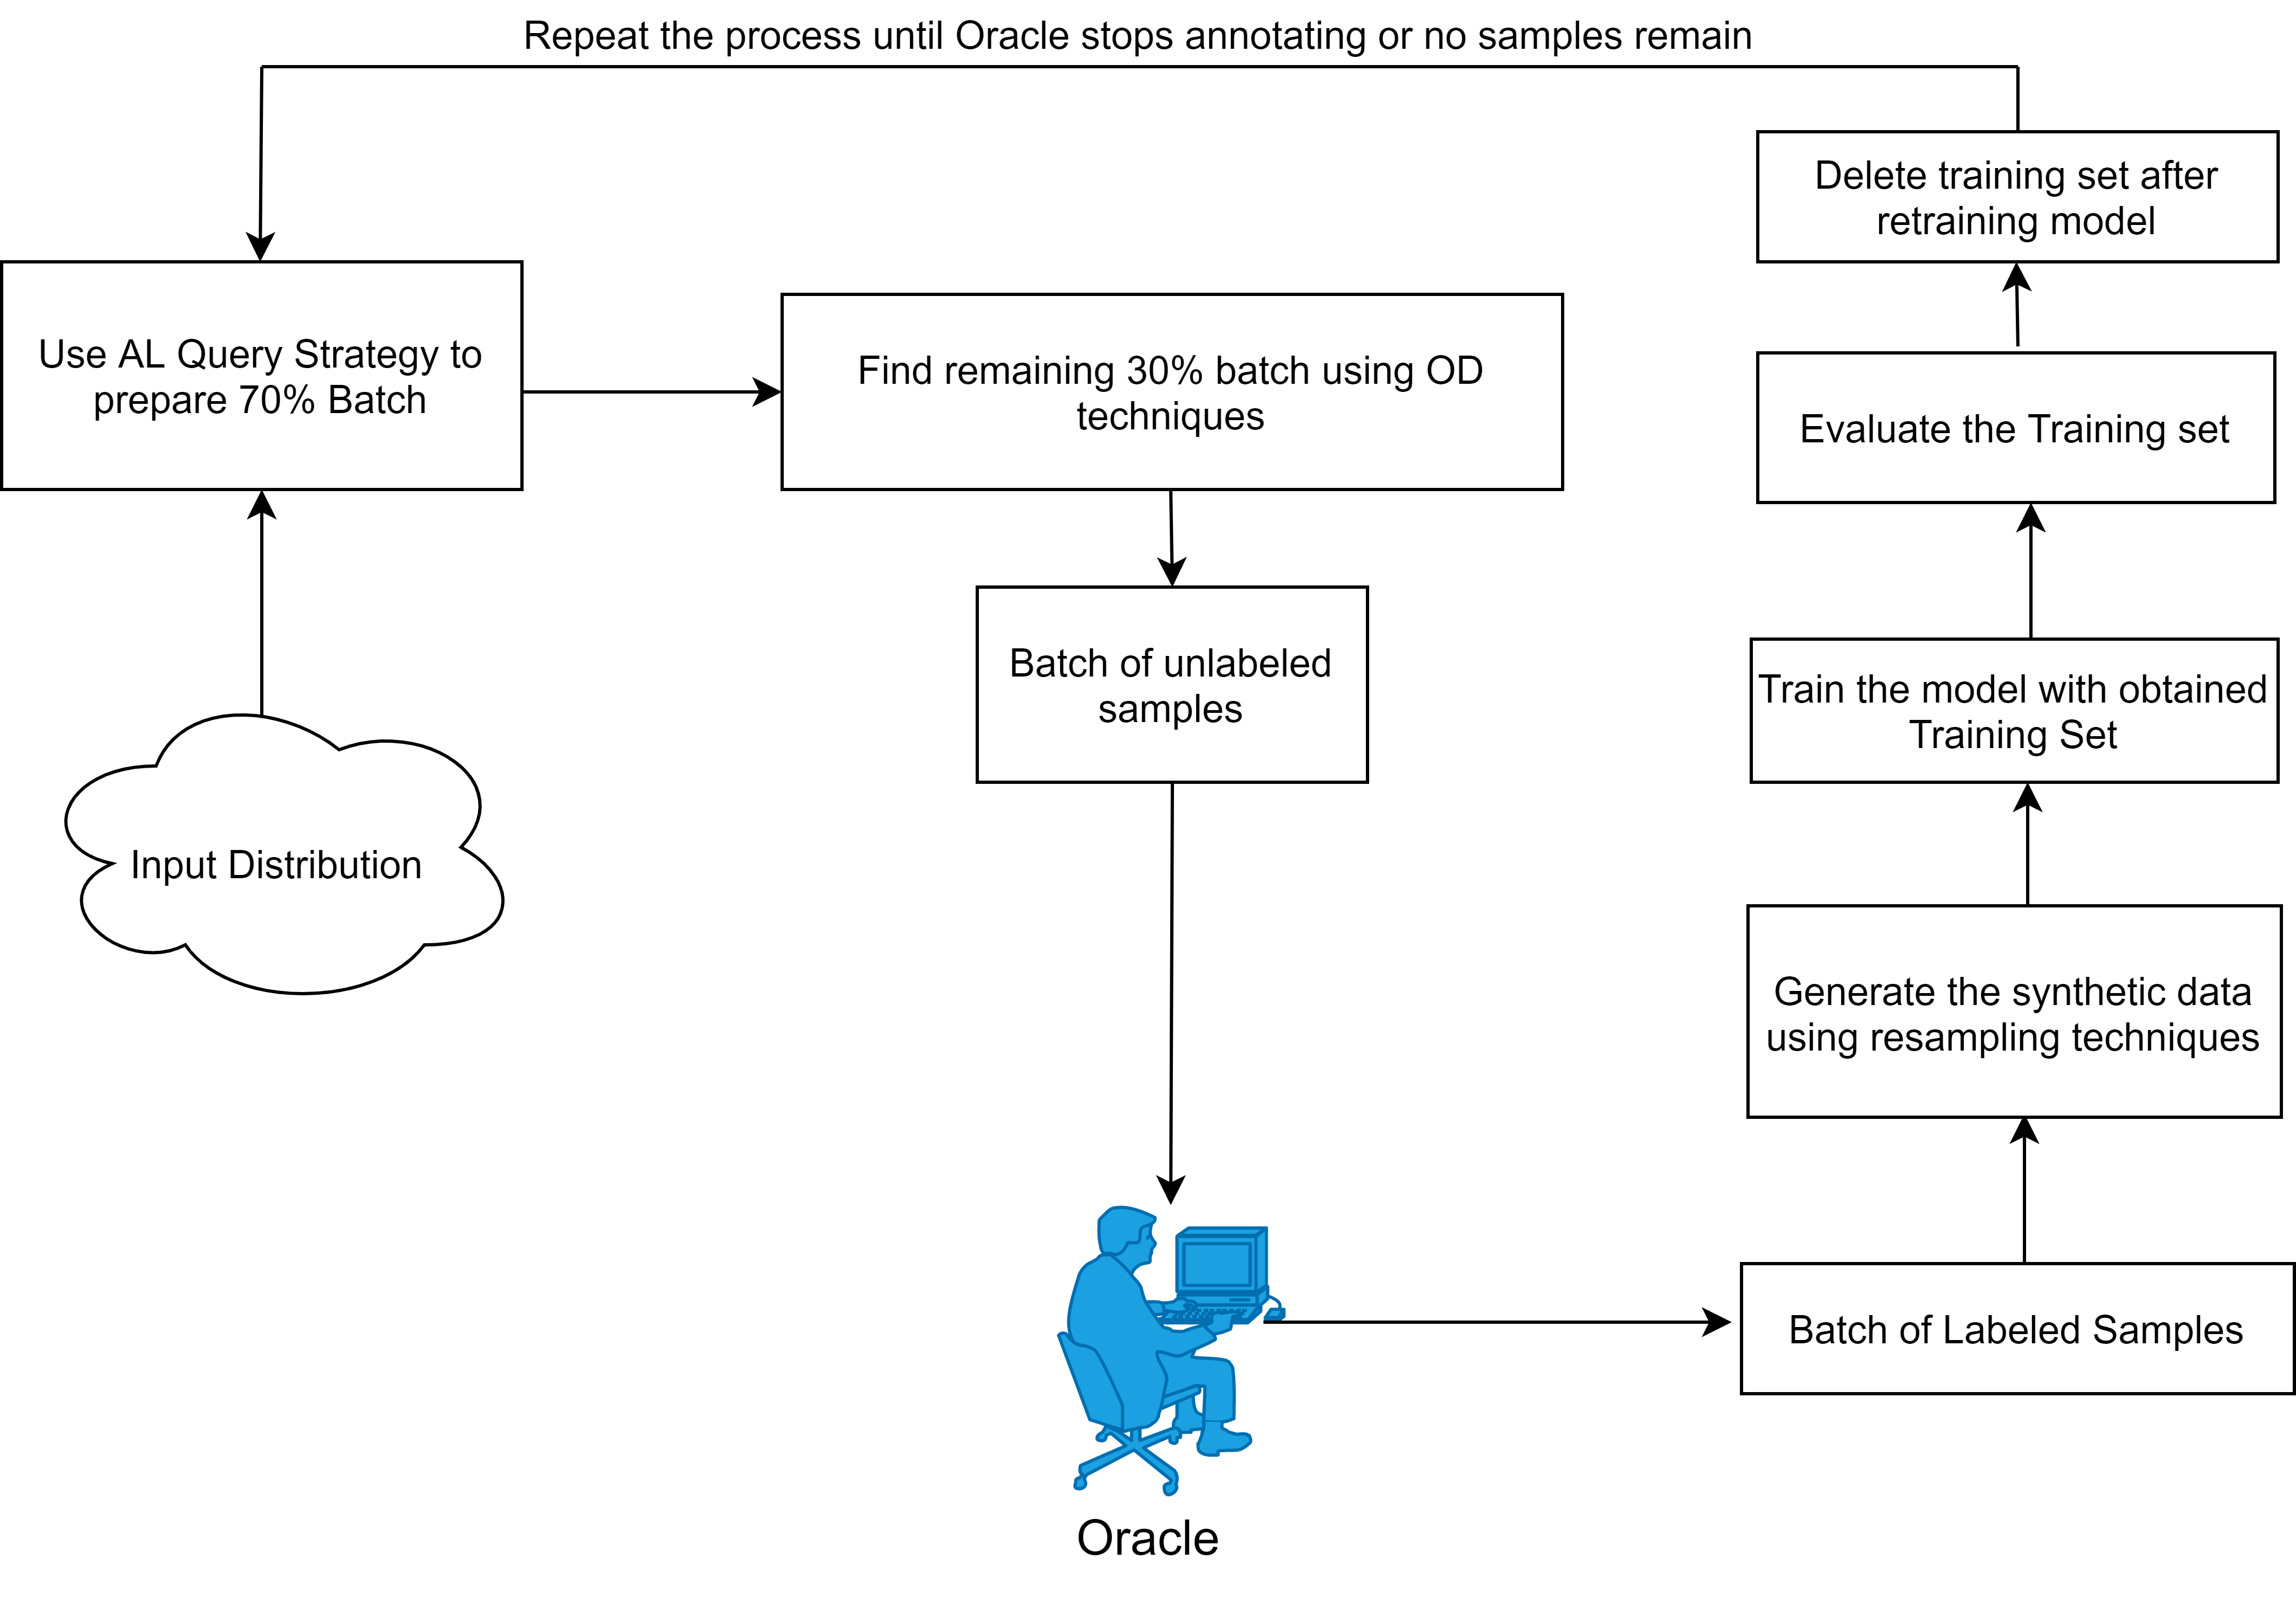 Repeat the process until Oracle stops annotating or no samples remain
Use AL Query Strategy to
prepare 70% Batch
Find remaining 30% batch using OD
techniques
Batch of unlabeled
samples
Input Distribution
Oracle
Batch of Labeled Samples
Generate the synthetic data
using resampling techniques
Train the model with obtained
Training Set
Evaluate the Training set
Delete training set after
retraining model